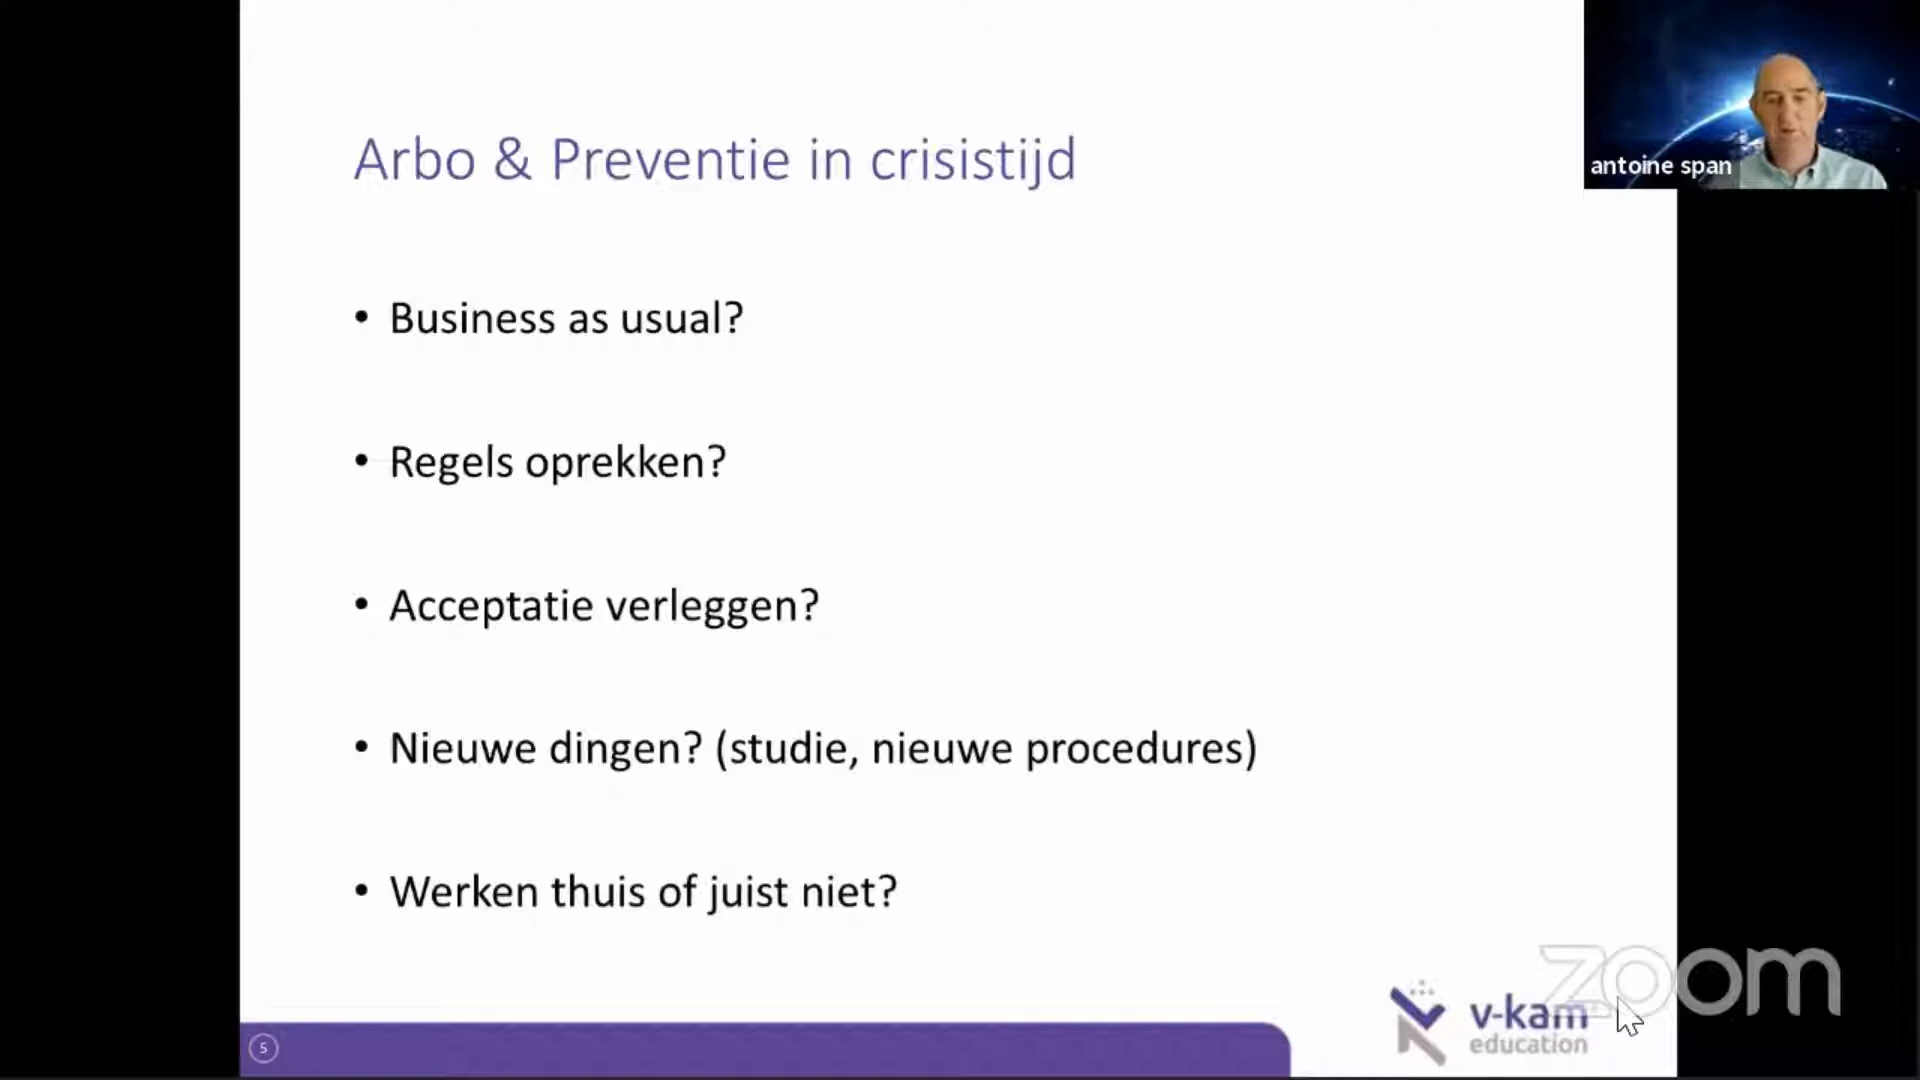 Arbo & Preventie in crisistijd
antoine span
• Business as usual?
• Regels oprekken?
• Acceptatie verleggen?
• Nieuwe dingen? (studie, nieuwe procedures)
• Werken thuis of juist niet?
zoom
v-kam
education
5